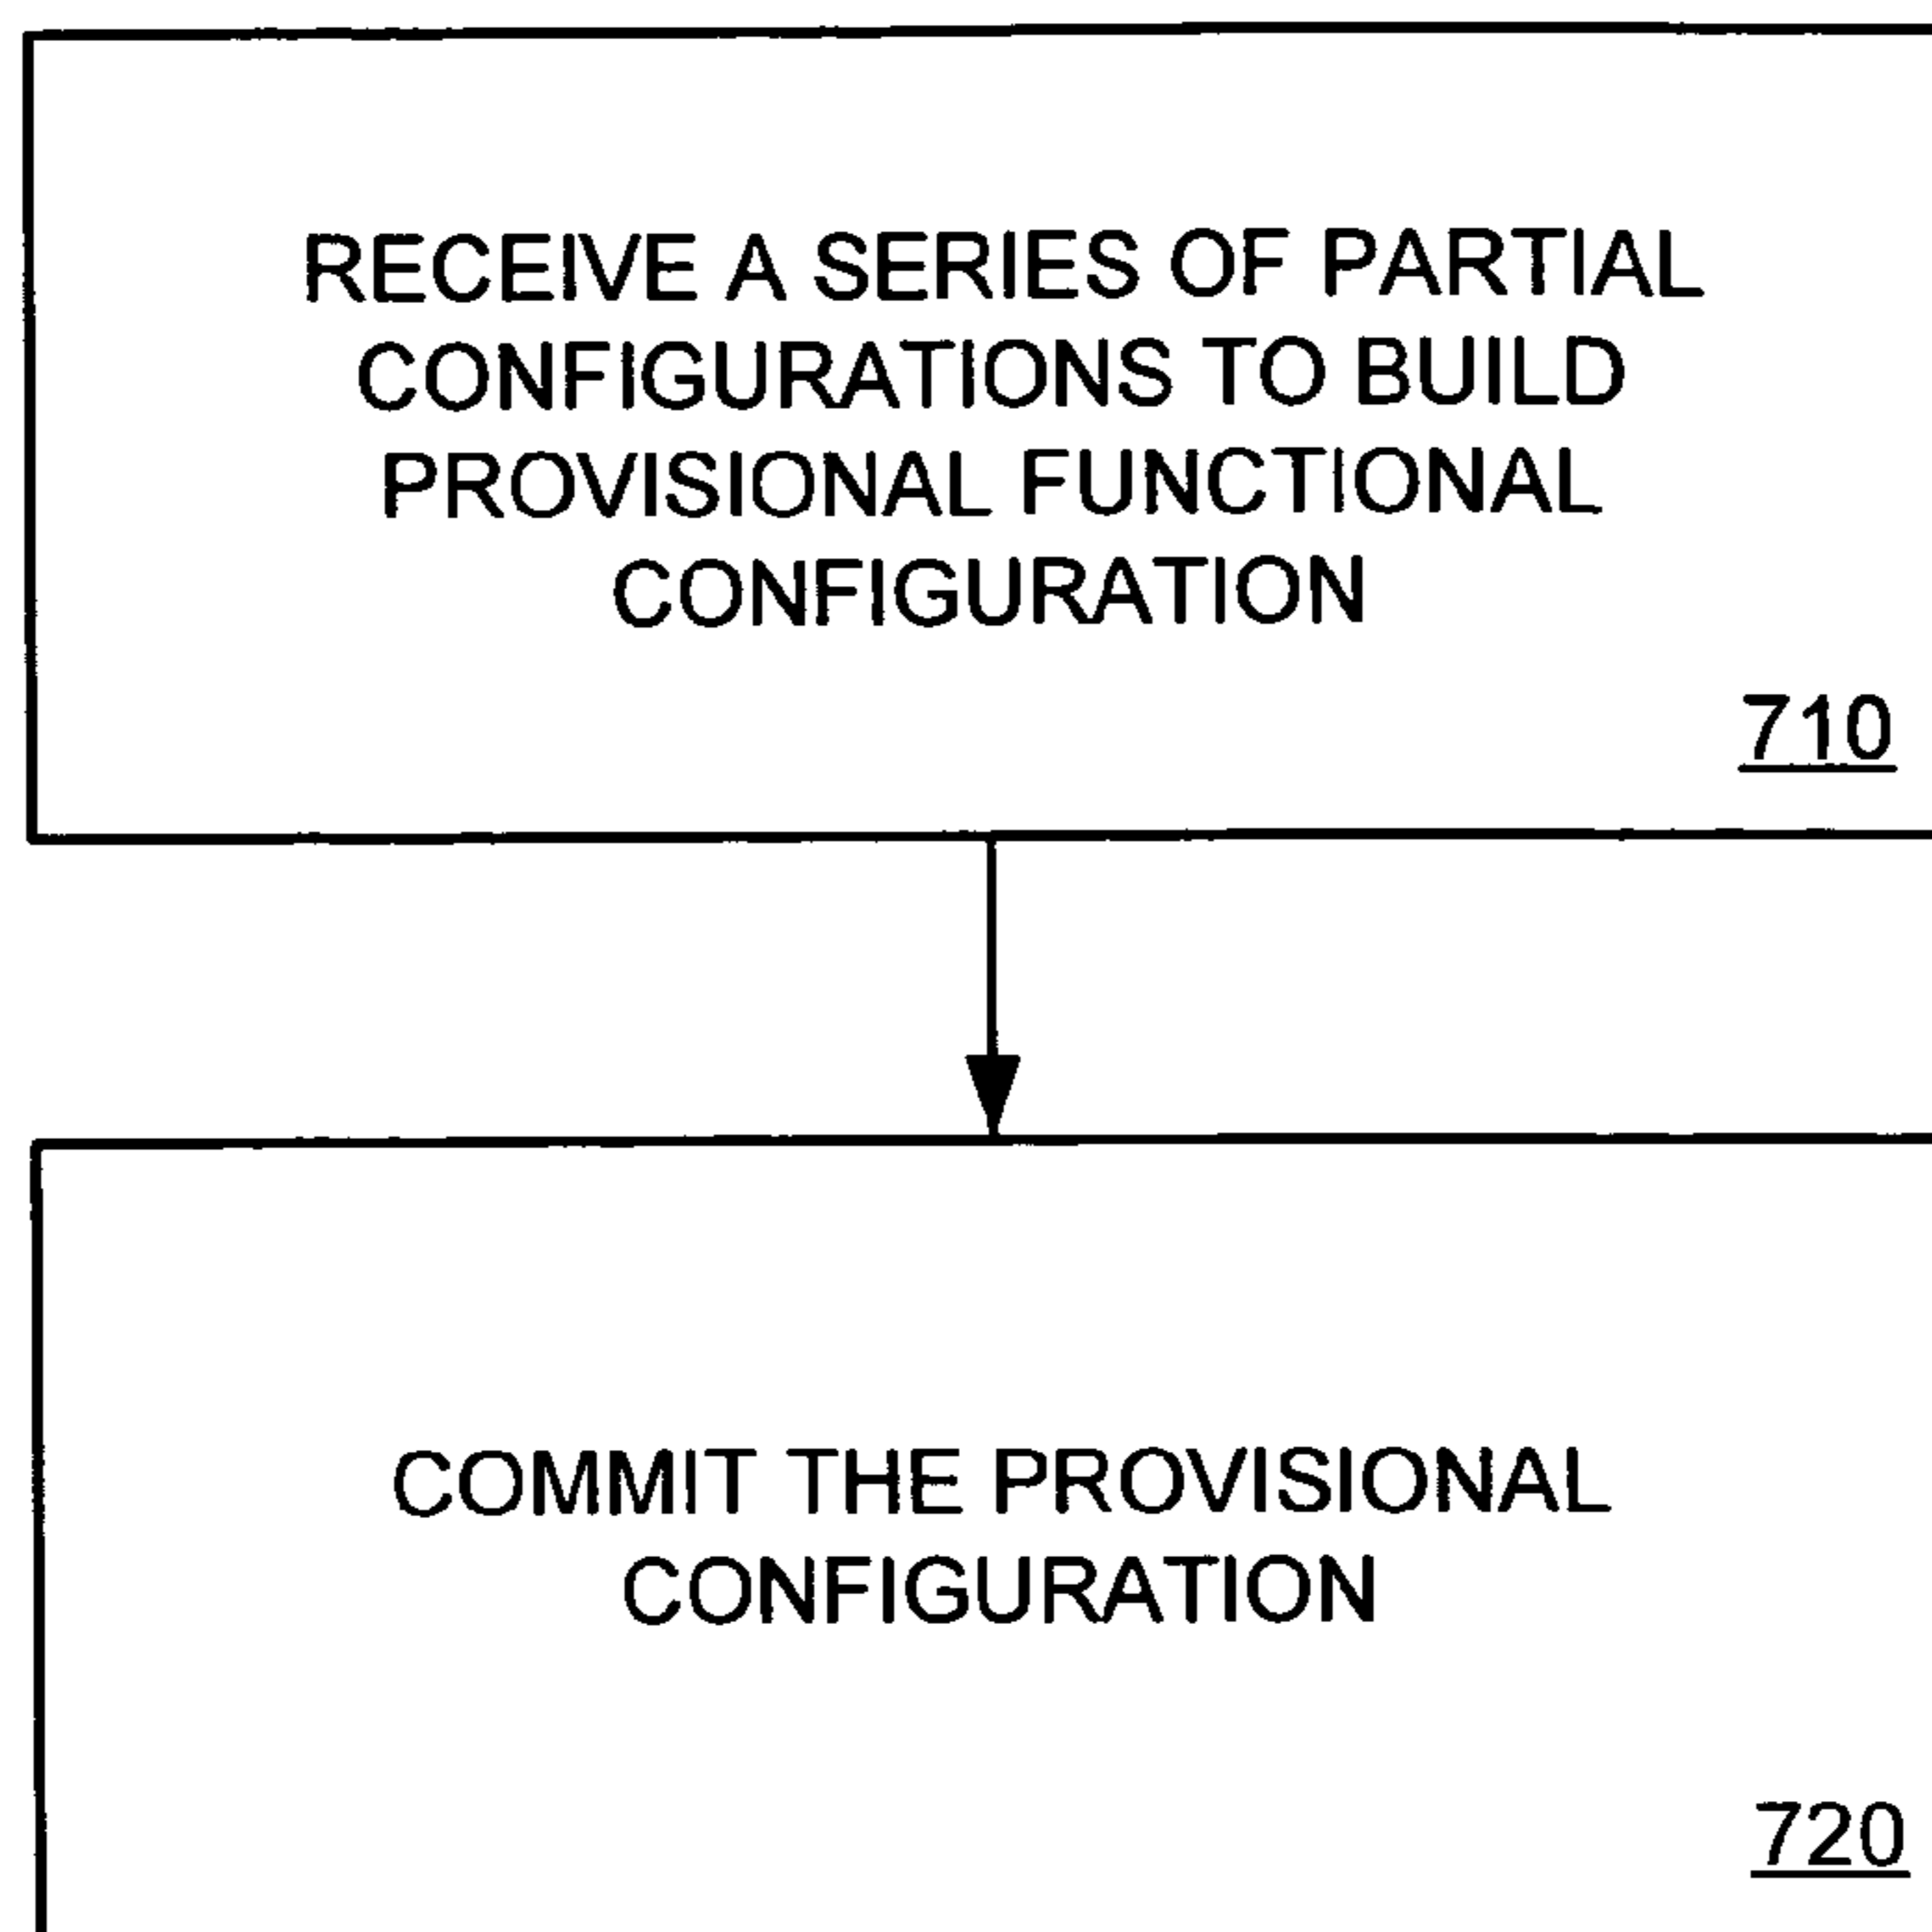 RECEIVE A SERIES OF PARTIAL
CONFIGURATIONS TO BUILD
PROVISIONAL FUNCTIONAL
CONFIGURATION
710
COMMIT THE PROVISIONAL
CONFIGURATION
720